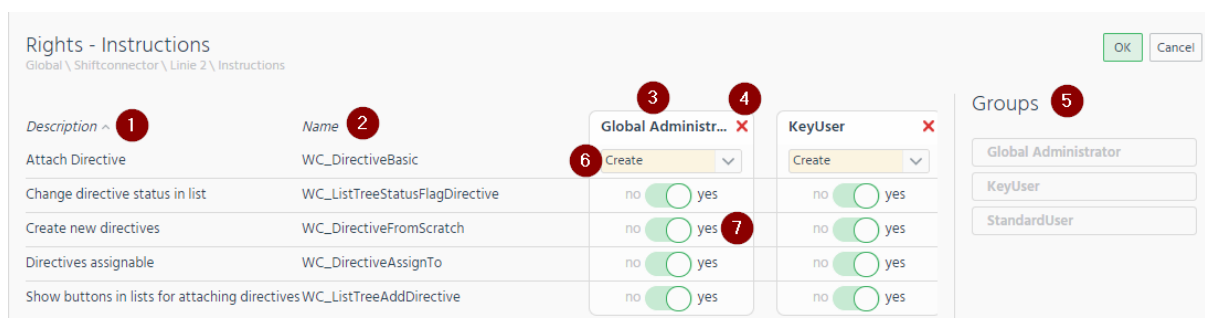 Rights - Instructions
OK Cancel
Global \ Shiftconnector \ Linie 2 \ Instructions
3 4
Groups 5
Description 1 Name 2 Global Administr... KeyUser
Attach Directive WC_DirectiveBasic 6 Create Create
Global Administrator
Change directive status in list WC_ListTreeStatusFlagDirective no yes no yes
KeyUser
Create new directives WC_DirectiveFromScratch no yes 7 no yes
StandardUser
Directives assignable WC_DirectiveAssignTo no yes no yes
Show buttons in lists for attaching directives WC_ListTreeAddDirective no yes no yes